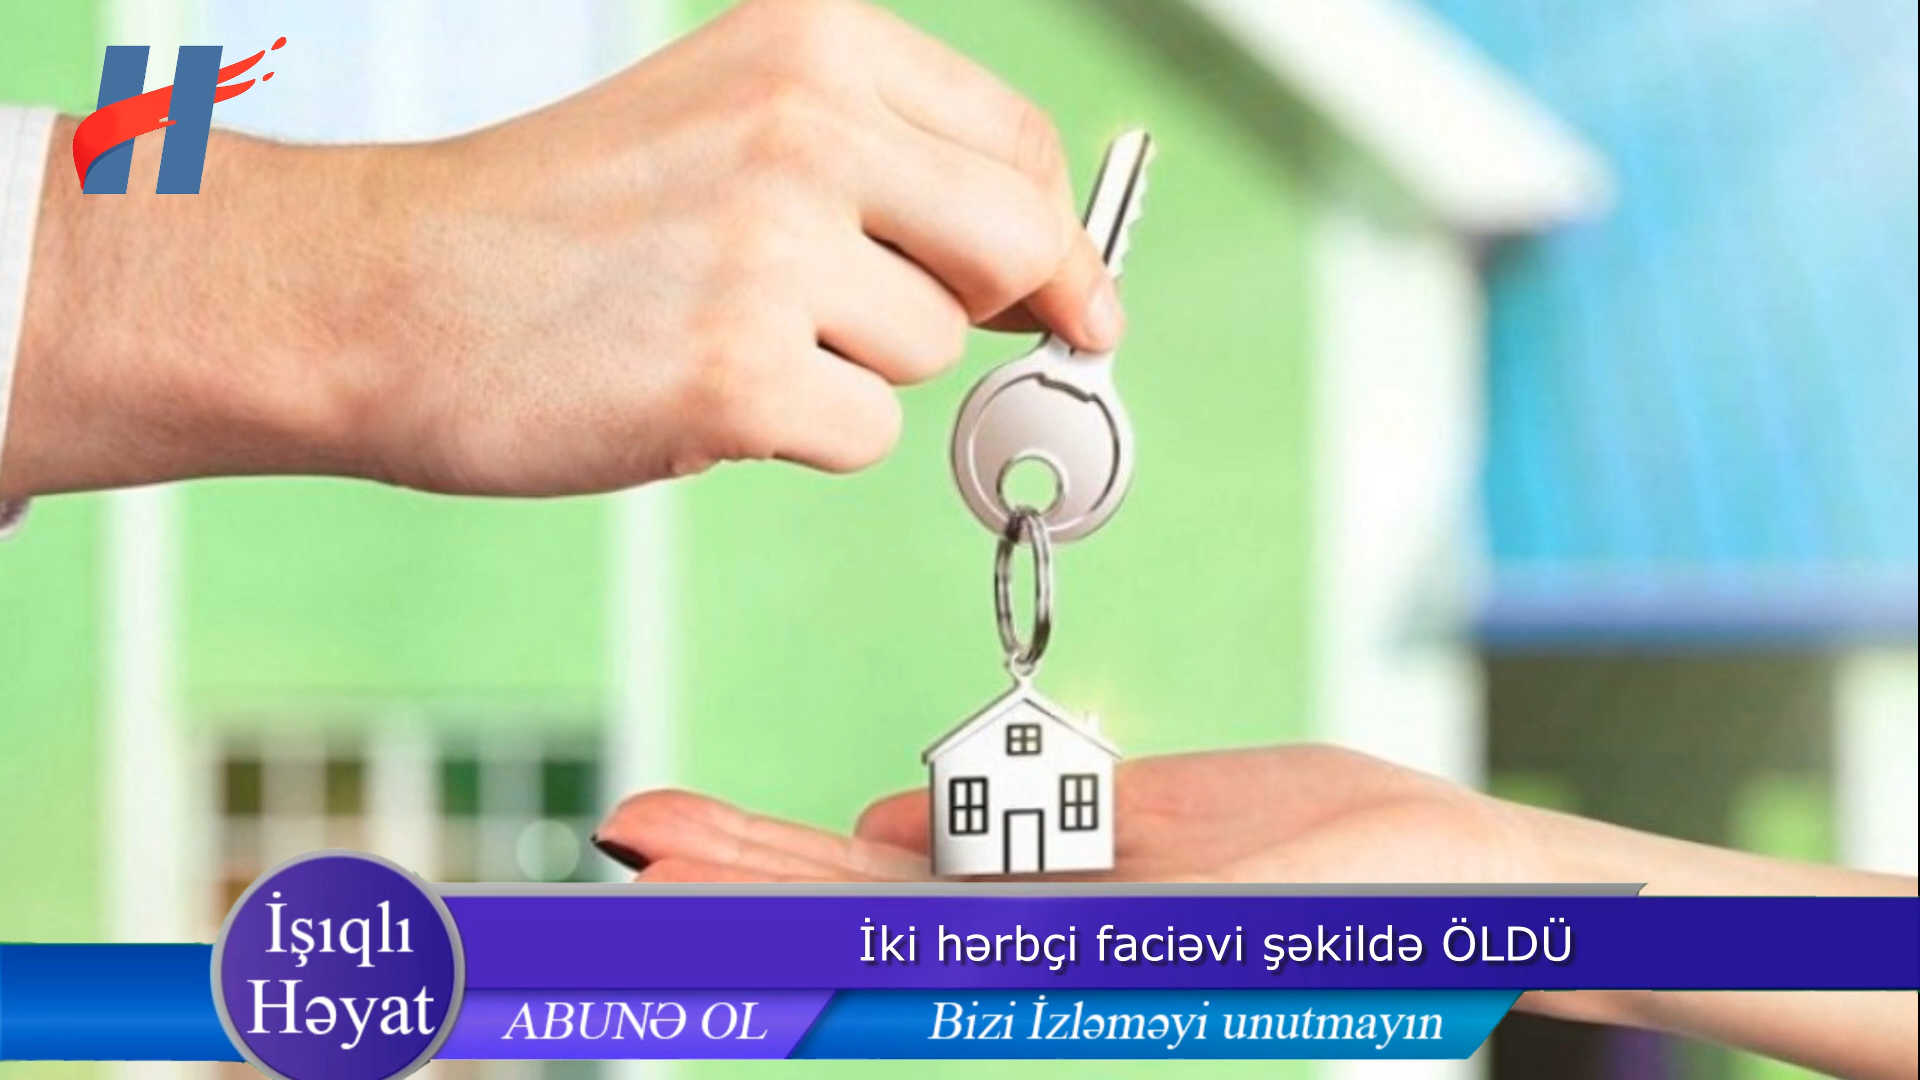 İki hərbçi faciəvi şəkildə ÖLDÜ
İşıqlı
Həyat
ABUNƏ OL
Bizi İzləməyi unutmayın